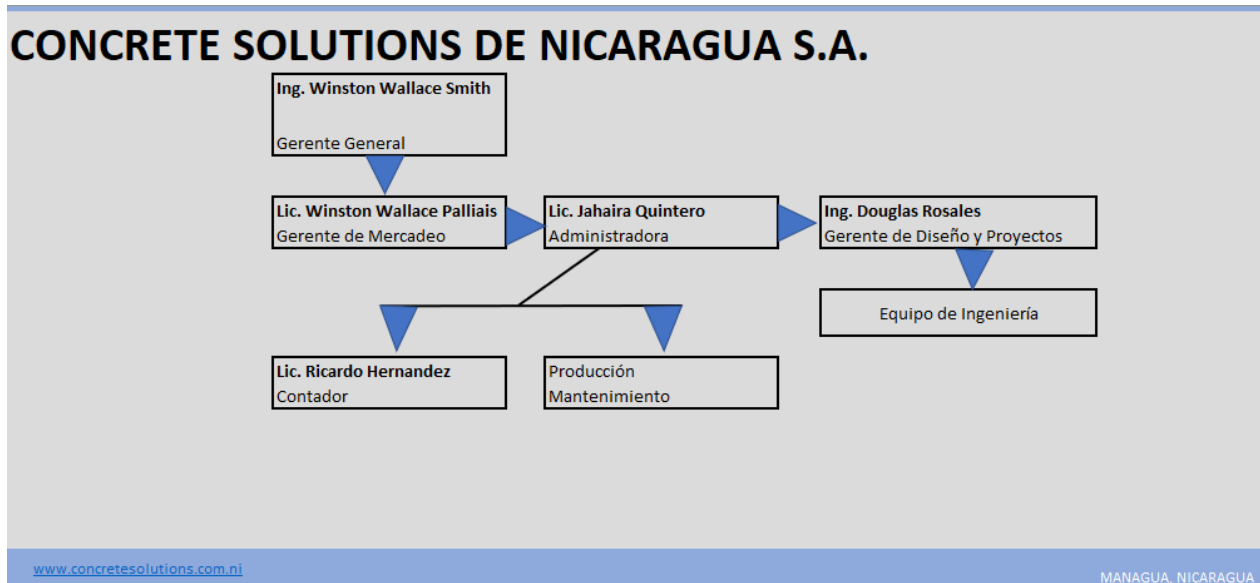 CONCRETE SOLUTIONS DE NICARAGUA S.A.
Ing. Winston Wallace Smith
Gerente General
Lic. Winston Wallace Palliais
Gerente de Mercadeo
Lic. Jahaira Quintero
Administradora
Ing. Douglas Rosales
Gerente de Diseño y Proyectos
Equipo de Ingeniería
Lic. Ricardo Hernandez
Contador
Producción
Mantenimiento
www.concretesolutions.com.ni
MANAGUA, NICARAGUA